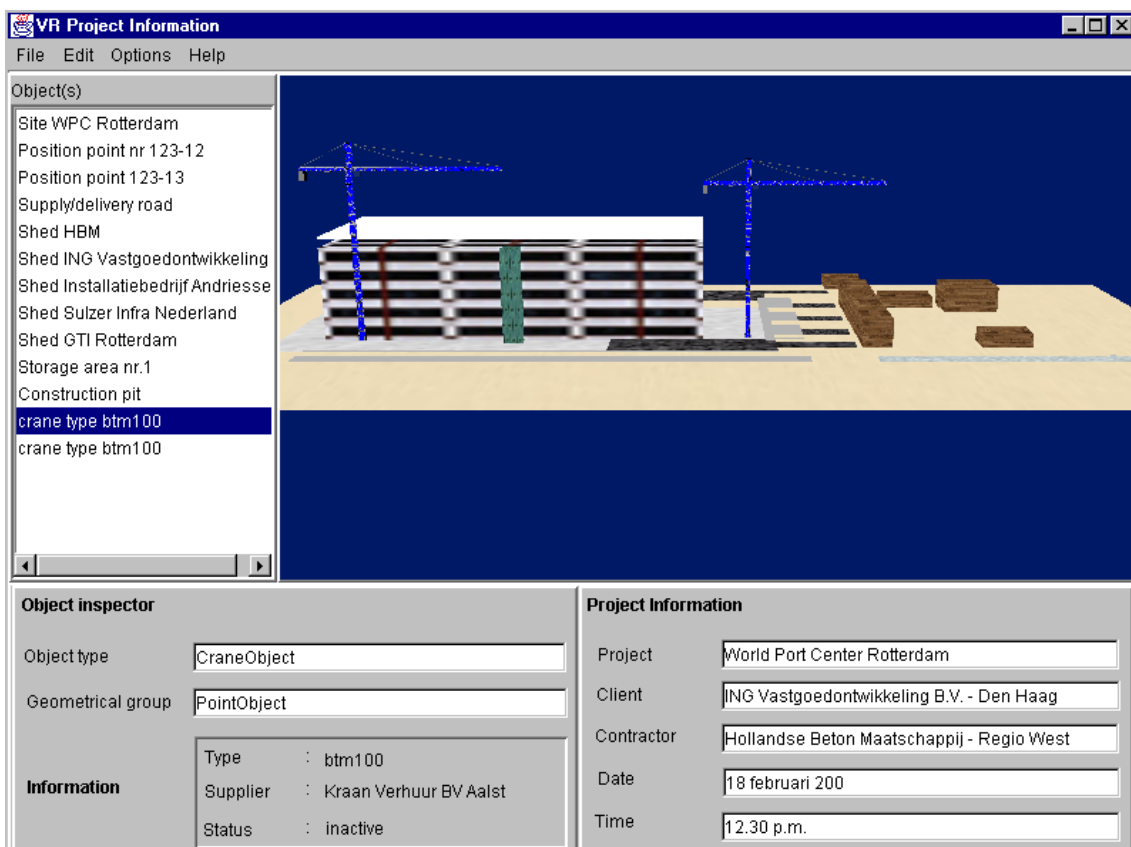 VR Project Information
File Edit Options Help
Object(s)
Site WPC Rotterdam
Position point nr 123-12
Position point 123-13
Supply/delivery road
Shed HBM
Shed ING Vastgoedontwikkeling
Shed Installatiebedrijf Andriesse
Shed Sulzer Infra Nederland
Shed GTI Rotterdam
Storage area nr.1
Construction pit
crane type btm100
crane type btm100
Object inspector
Object type CraneObject
Geometrical group PointObject
Information
Type : btm100
Supplier : Kraan Verhuur BV Aalst
Status : inactive
Project Information
Project World Port Center Rotterdam
Client ING Vastgoedontwikkeling B.V. - Den Haag
Contractor Hollandse Beton Maatschappij - Regio West
Date 18 februari 200
Time 12.30 p.m.